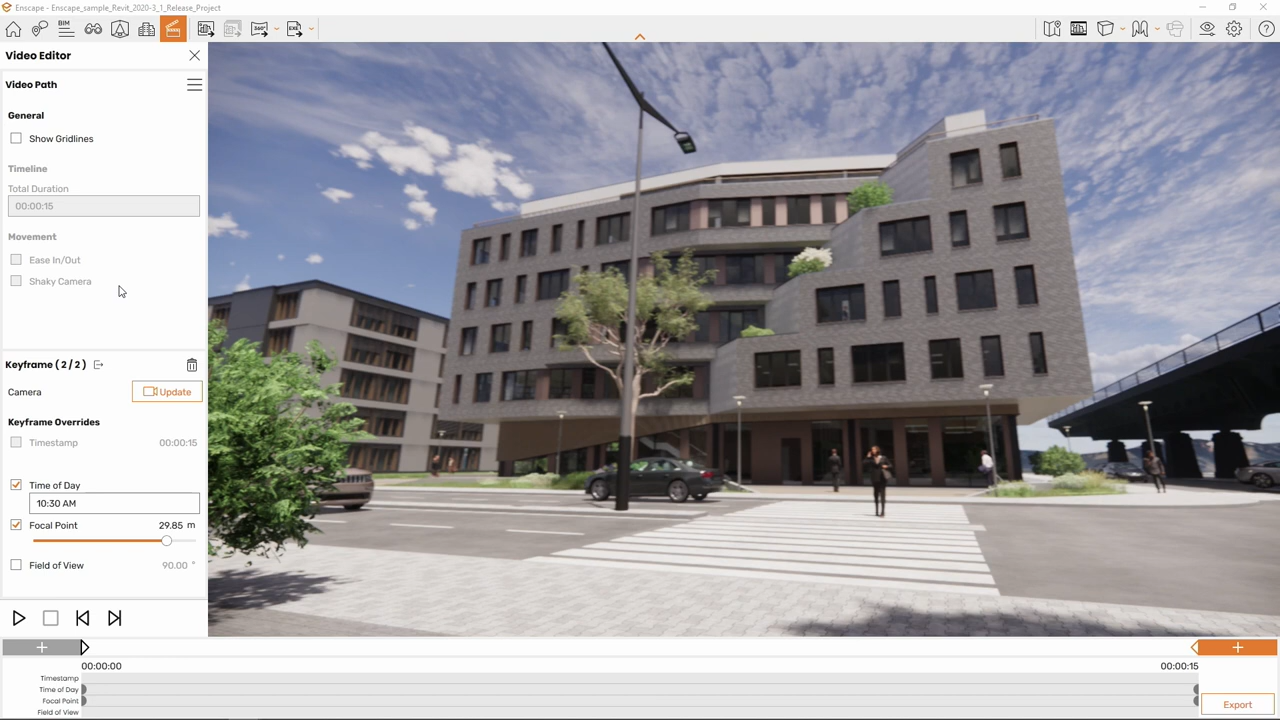 Enscape - Enscape_sample_Revit_2020-3_1_Release_Project
BIM
360°
EXE
Video Editor
Video Path
General
Show Gridlines
Timeline
Total Duration
00:00:15
Movement
Ease In/Out
Shaky Camera
Keyframe ( 2 / 2 )
Camera
Update
Keyframe Overrides
Timestamp 00:00:15
Time of Day
10:30 AM
Focal Point 29.85 m
Field of View 90.00 °
00:00:00 00:00:15
Timestamp
Time of Day
Focal Point
Field of View
Export